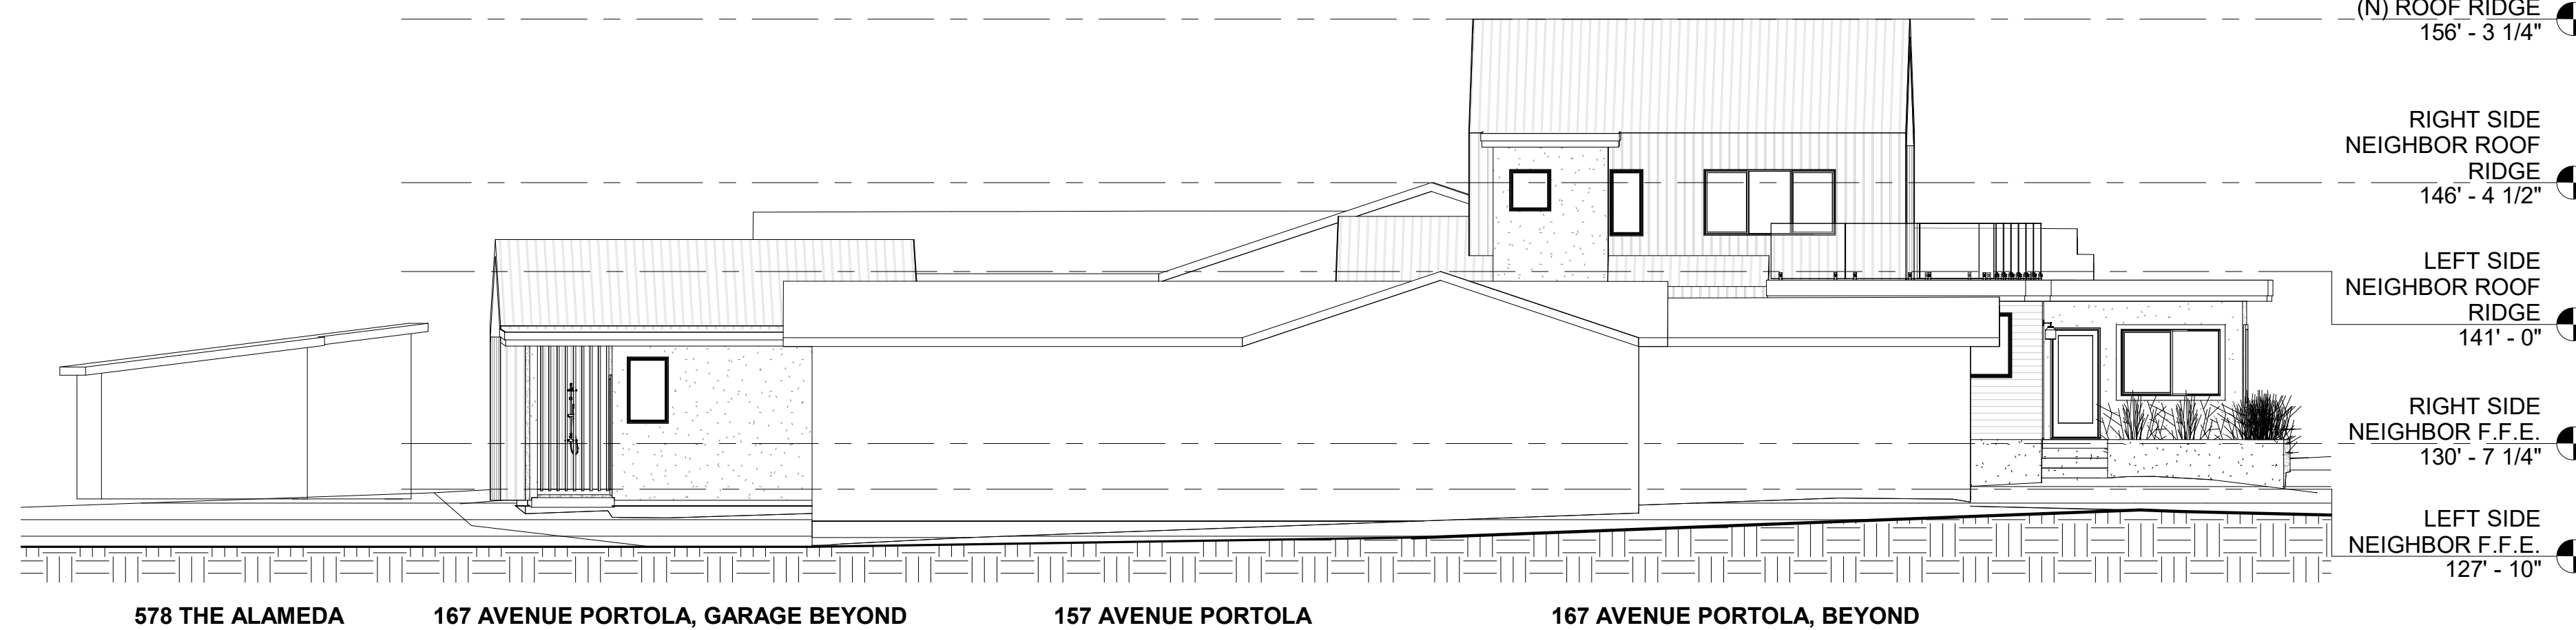 (N) ROOF RIDGE
156' - 3 1/4"
RIGHT SIDE
NEIGHBOR ROOF
RIDGE
146' - 4 1/2"
LEFT SIDE
NEIGHBOR ROOF
RIDGE
141' - 0"
RIGHT SIDE
NEIGHBOR F.F.E.
130' - 7 1/4"
LEFT SIDE
NEIGHBOR F.F.E.
127' - 10"
578 THE ALAMEDA
167 AVENUE PORTOLA, GARAGE BEYOND
157 AVENUE PORTOLA
167 AVENUE PORTOLA, BEYOND